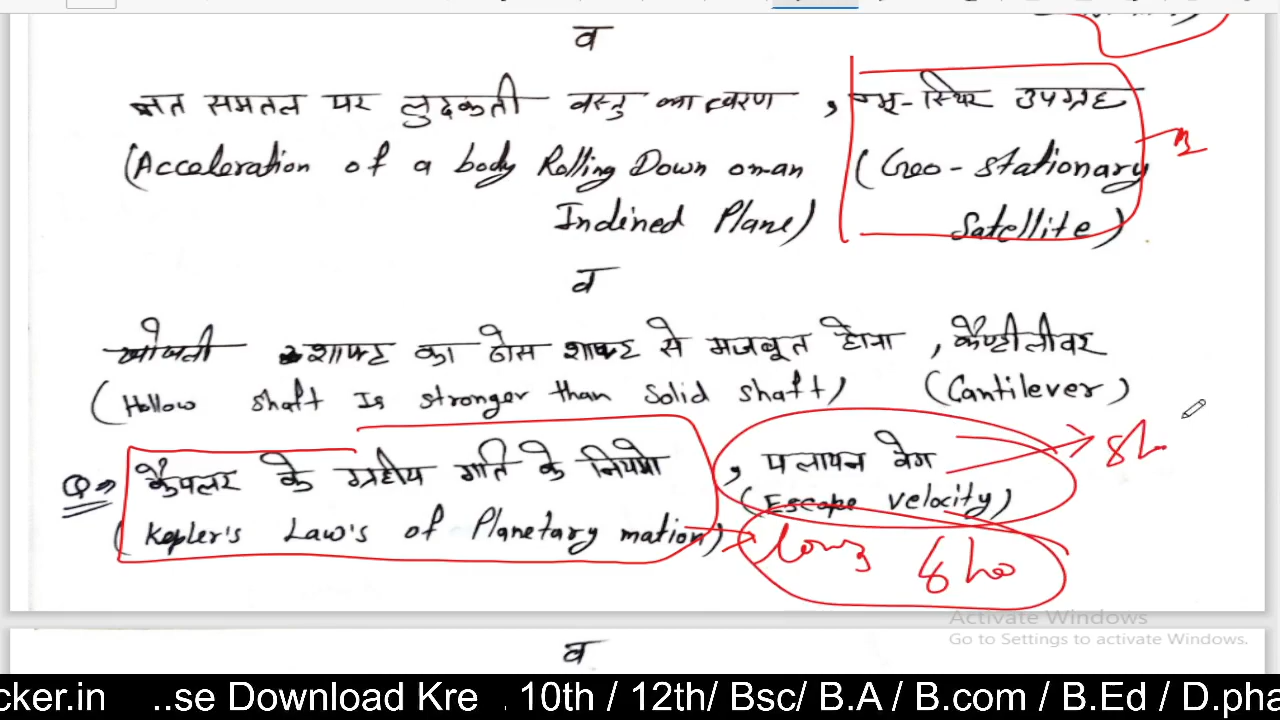 व
नत समतल पर लुढकती वस्तु का त्वरण , भू-स्थिर उपग्रह
(Acceleration of a body Rolling Down on an (Geo-stationary
Indined Plane) Satellite)
व
खोखली शाफ्ट का ठोस शाफ्ट से मजबूत होना , कैण्टीलीवर
(Hollow shaft Is stronger than Solid shaft) (Cantilever)
Q⇒ कैपलर के ग्रहीय गति के नियमो , पलायन वेग
(Kepler's Law's of Planetary mation) (Escape velocity)
long
Activate Windows
Go to Settings to activate Windows.
व
cker.in ..se Download Kre . 10th / 12th/ Bsc/ B.A / B.com / B.Ed / D.pha